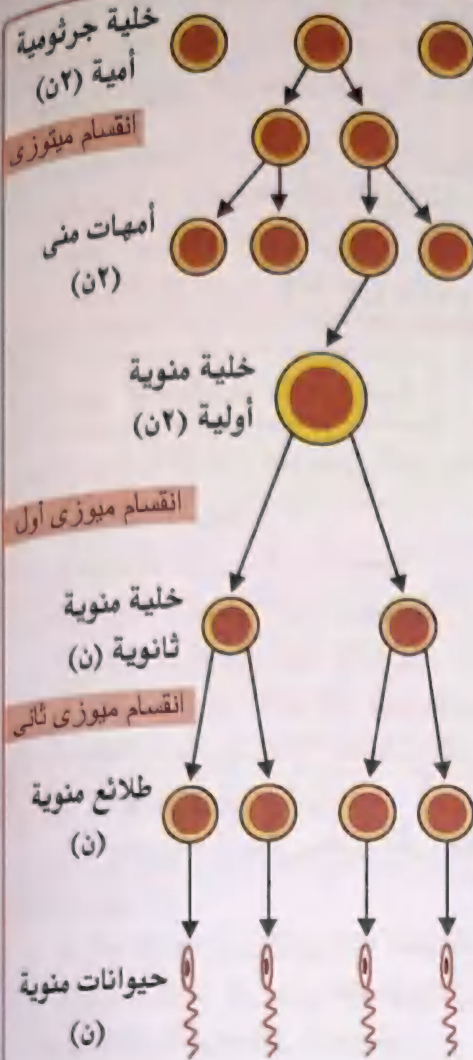 خلية جرثومية
أمية (٢ن)
انقسام ميتوزى
أمهات منى
(٢ن)
خلية منوية
أولية (٢ن)
انقسام ميوزى أول
خلية منوية
ثانوية (ن)
انقسام ميوزى ثانى
طلائع منوية
(ن)
حيوانات منوية
(ن)